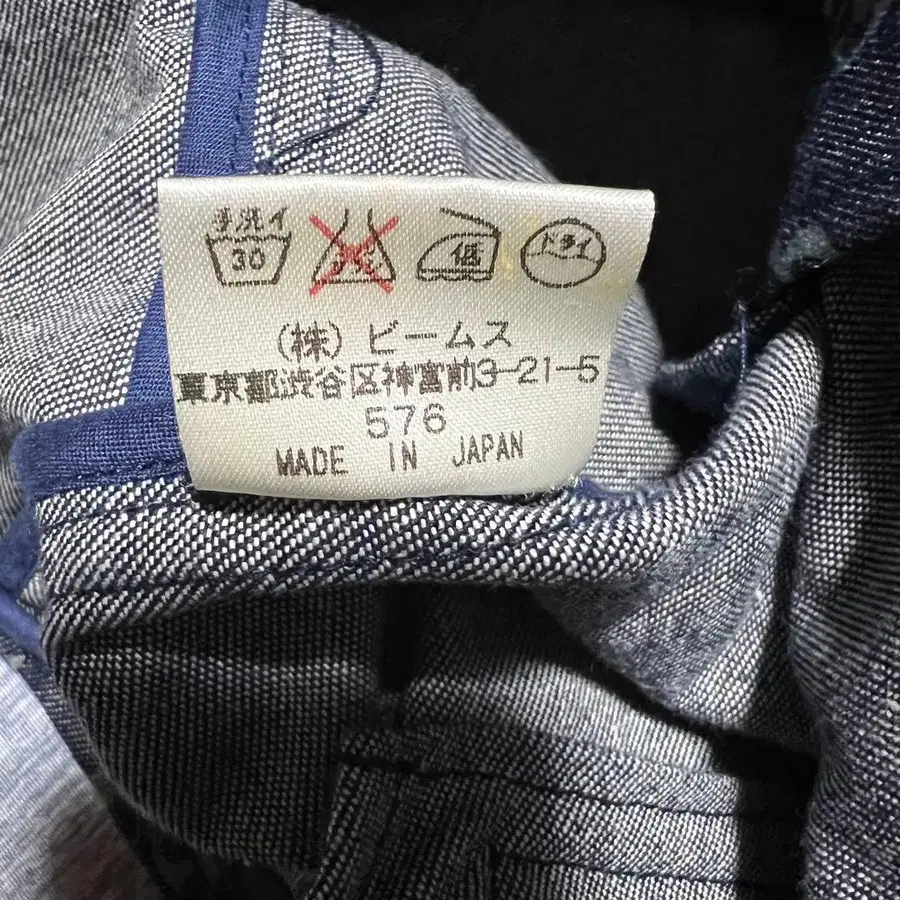 手洗イ
30
低
ドライ
(株) ビームス
東京都渋谷区神宮前3-21-5
576
MADE IN JAPAN